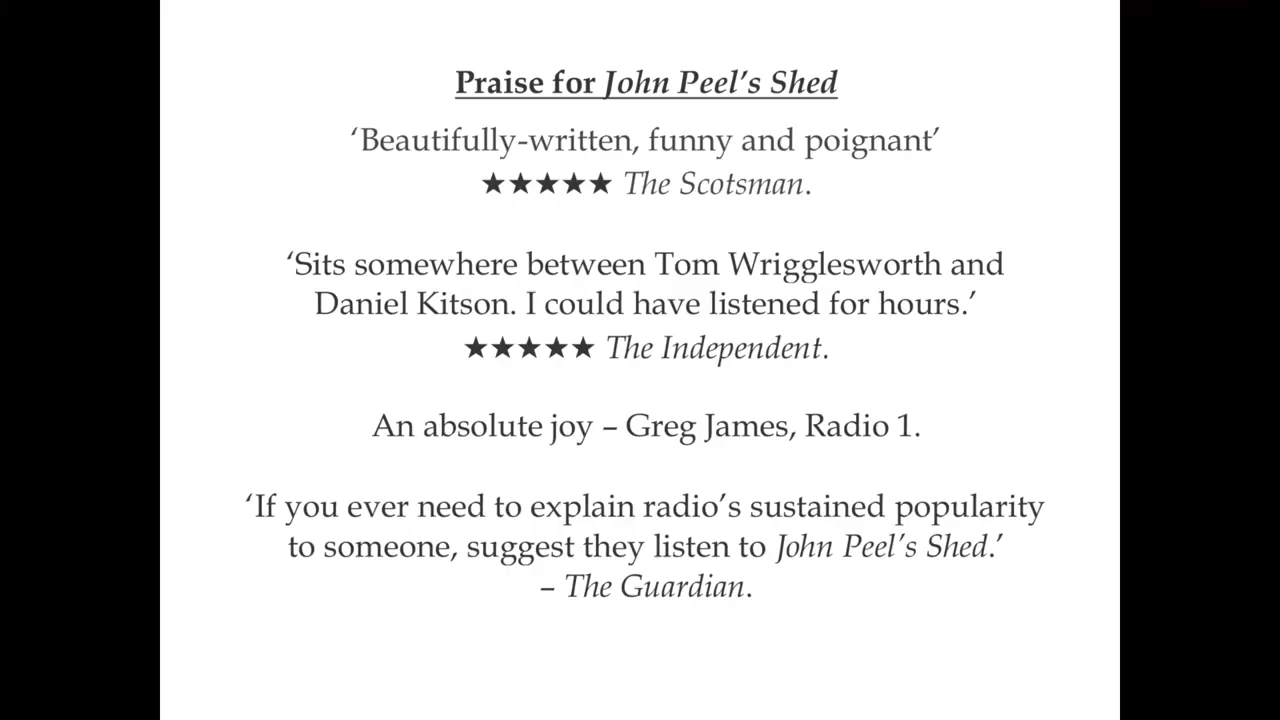 Praise for John Peel’s Shed
‘Beautifully-written, funny and poignant’
★★★★★ The Scotsman.
‘Sits somewhere between Tom Wrigglesworth and
Daniel Kitson. I could have listened for hours.’
★★★★★ The Independent.
An absolute joy – Greg James, Radio 1.
‘If you ever need to explain radio’s sustained popularity
to someone, suggest they listen to John Peel’s Shed.’
– The Guardian.